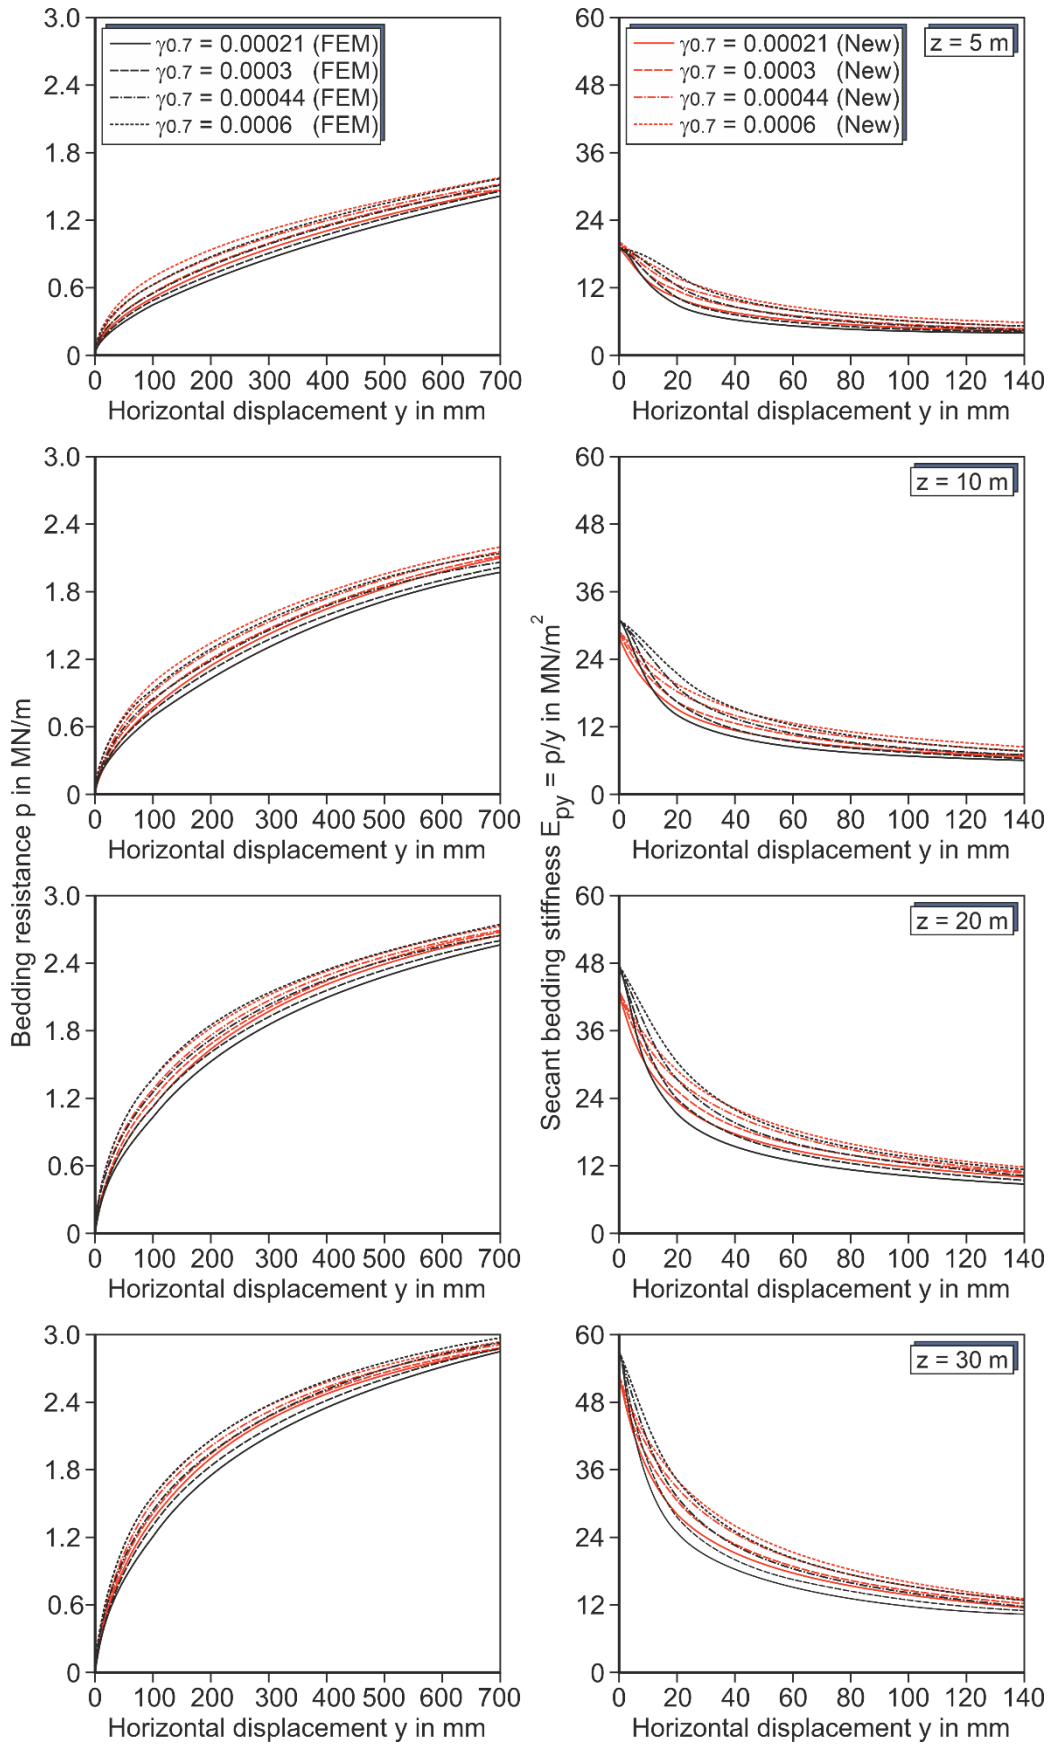 3.0
2.4
1.8
1.2
0.6
0
γ0.7 = 0.00021 (FEM)
γ0.7 = 0.0003 (FEM)
γ0.7 = 0.00044 (FEM)
γ0.7 = 0.0006 (FEM)
0 100 200 300 400 500 600 700
Horizontal displacement y in mm
60
48
36
24
12
0
γ0.7 = 0.00021 (New)
γ0.7 = 0.0003 (New)
γ0.7 = 0.00044 (New)
γ0.7 = 0.0006 (New)
z = 5 m
0 20 40 60 80 100 120 140
Horizontal displacement y in mm
Bedding resistance p in MN/m
3.0
2.4
1.8
1.2
0.6
0
0 100 200 300 400 500 600 700
Horizontal displacement y in mm
Secant bedding stiffness E_py = p/y in MN/m²
60
48
36
24
12
0
z = 10 m
0 20 40 60 80 100 120 140
Horizontal displacement y in mm
3.0
2.4
1.8
1.2
0.6
0
0 100 200 300 400 500 600 700
Horizontal displacement y in mm
60
48
36
24
12
0
z = 20 m
0 20 40 60 80 100 120 140
Horizontal displacement y in mm
3.0
2.4
1.8
1.2
0.6
0
0 100 200 300 400 500 600 700
Horizontal displacement y in mm
60
48
36
24
12
0
z = 30 m
0 20 40 60 80 100 120 140
Horizontal displacement y in mm